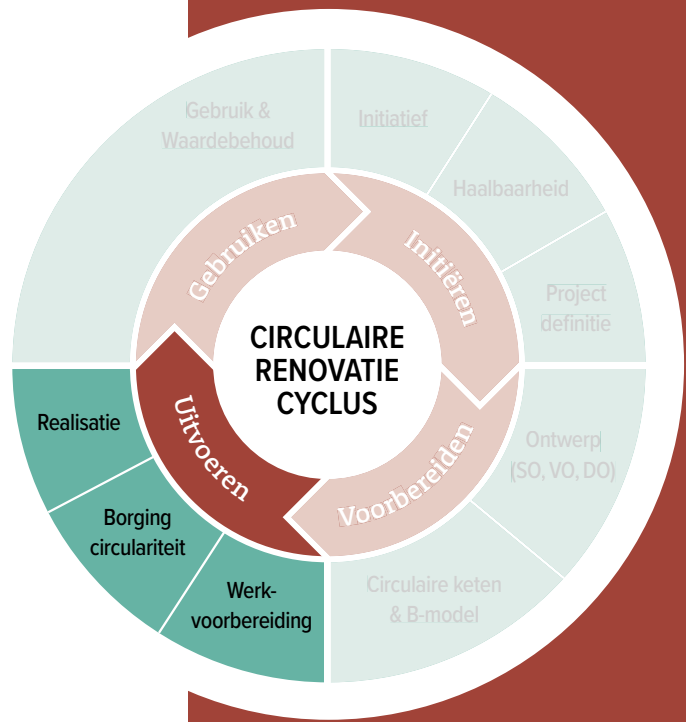 Gebruik &
Waardebehoud
Initiatief
Haalbaarheid
Project
definitie
Gebruiken
Initiëren
CIRCULAIRE
RENOVATIE
CYCLUS
Realisatie
Uitvoeren
Voorbereiden
Ontwerp
(SO, VO, DO)
Borging
circulariteit
Werk-
voorbereiding
Circulaire keten
& B-model